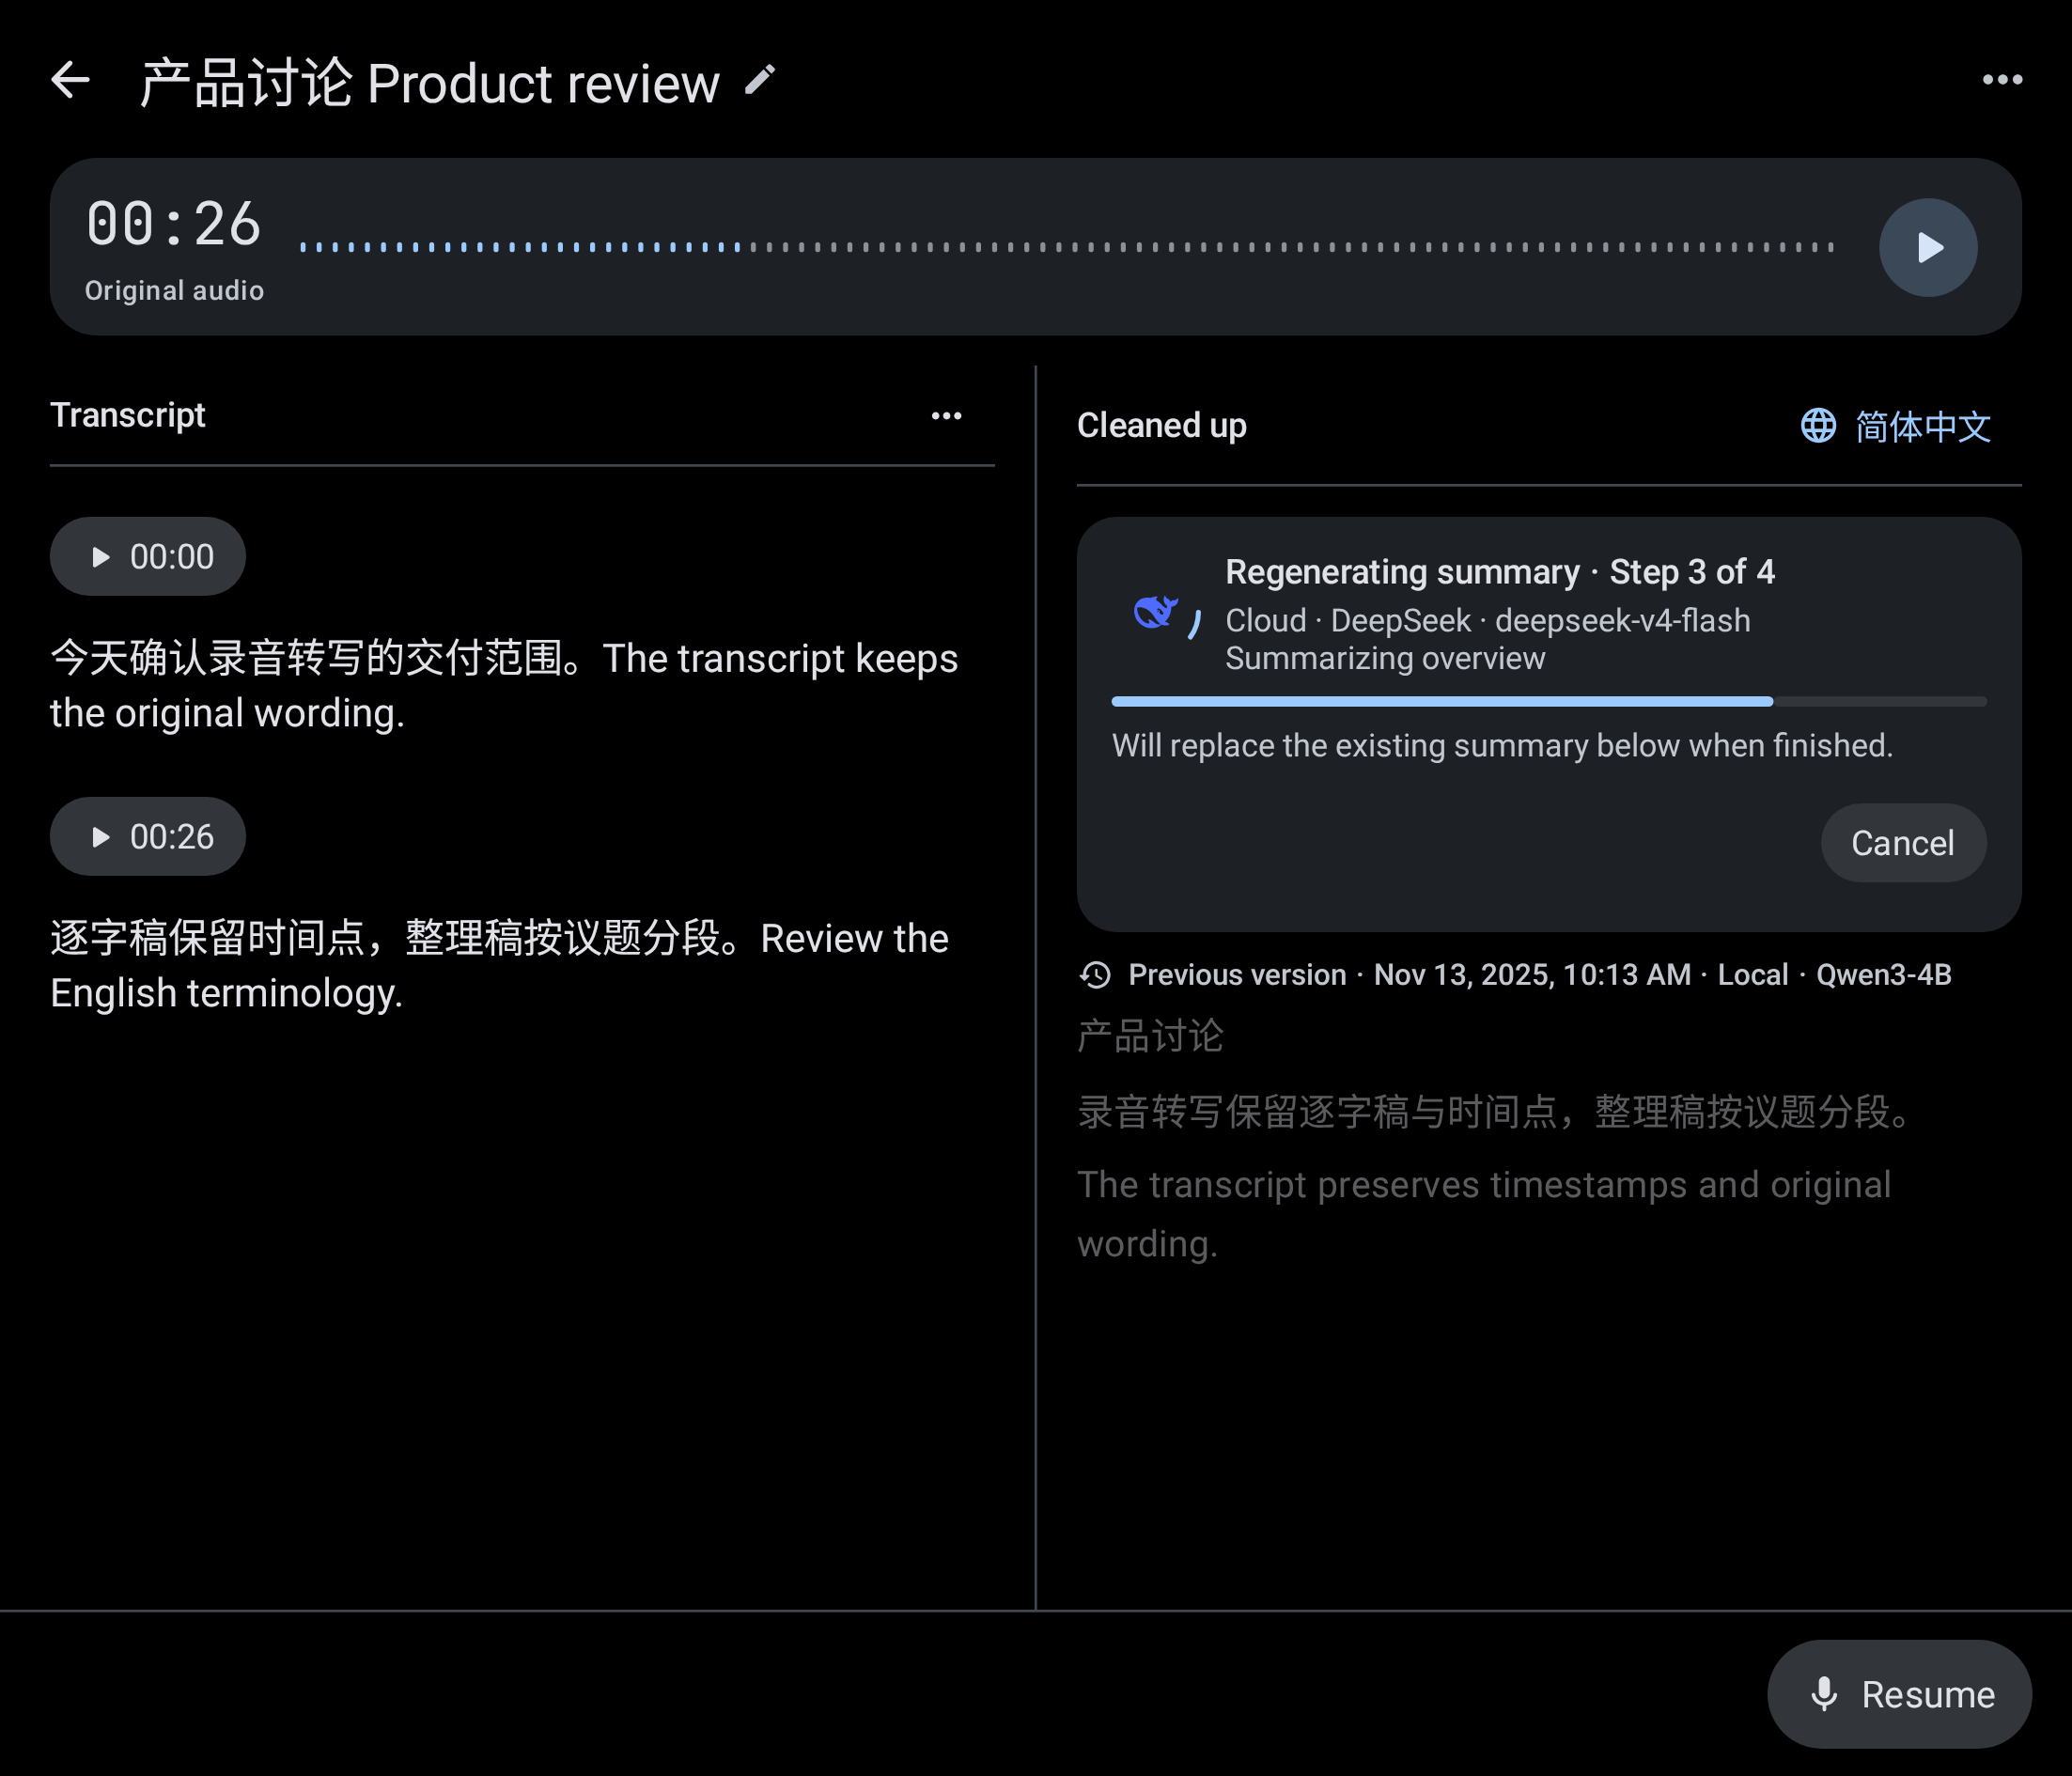 产品讨论 Product review
00:26
Original audio
Transcript
00:00
今天确认录音转写的交付范围。The transcript keeps
the original wording.
00:26
逐字稿保留时间点，整理稿按议题分段。Review the
English terminology.
Cleaned up
简体中文
Regenerating summary · Step 3 of 4
Cloud · DeepSeek · deepseek-v4-flash
Summarizing overview
Will replace the existing summary below when finished.
Cancel
Previous version · Nov 13, 2025, 10:13 AM · Local · Qwen3-4B
产品讨论
录音转写保留逐字稿与时间点，整理稿按议题分段。
The transcript preserves timestamps and original
wording.
Resume